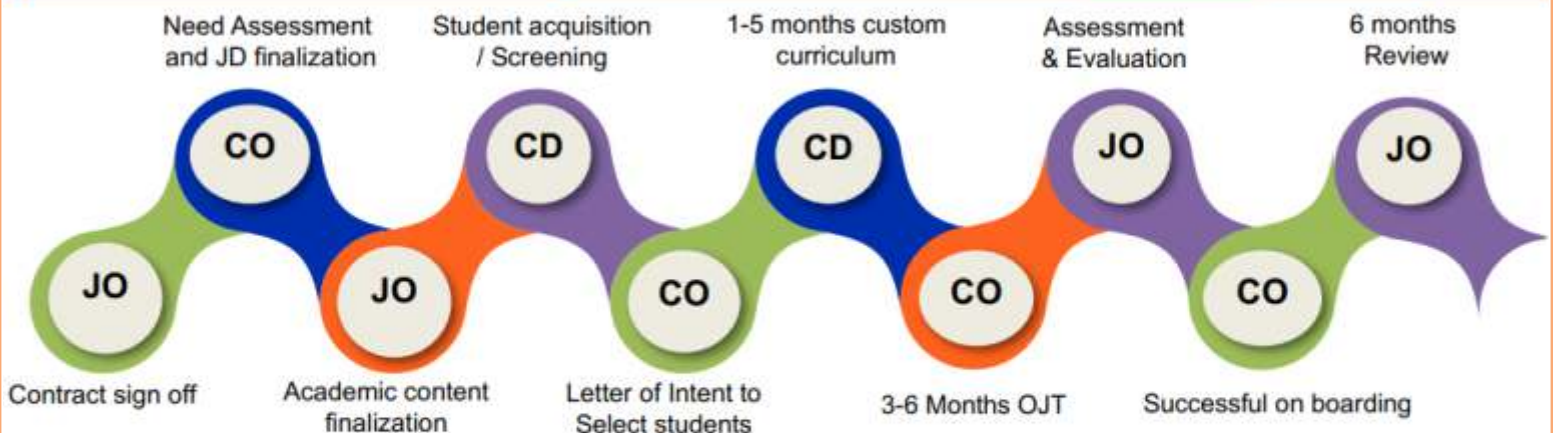 Need Assessment
and JD finalization
Student acquisition
/ Screening
1-5 months custom
curriculum
Assessment
& Evaluation
6 months
Review
CO
CD
CD
JO
JO
JO
JO
CO
CO
CO
Contract sign off
Academic content
finalization
Letter of Intent to
Select students
3-6 Months OJT
Successful on boarding